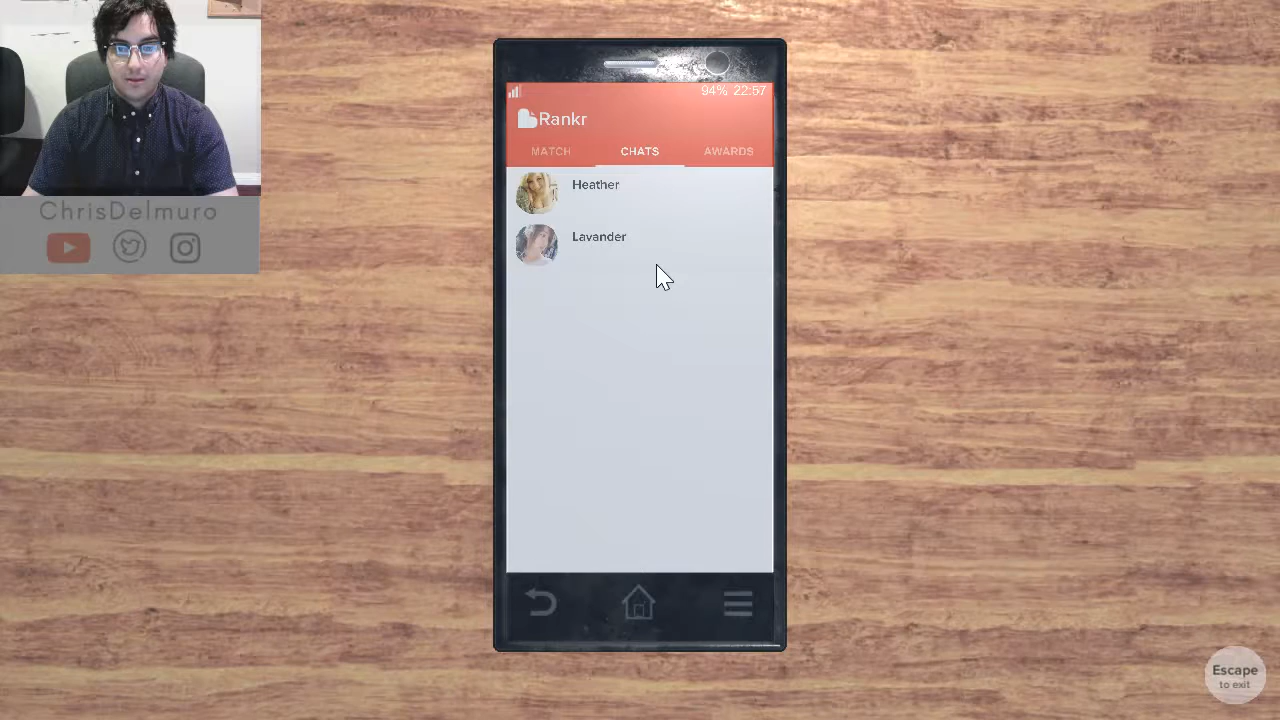 ChrisDelmuro
94% 22:57
Rankr
MATCH CHATS AWARDS
Heather
Lavander
Escape
to exit